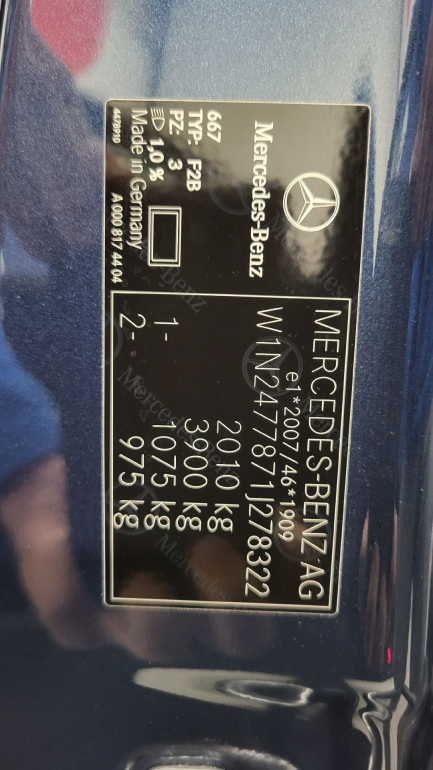 Mercedes-Benz
667
TYP: F2B
PZ: 3
1,0 %
Made in Germany
4478910
A 000 817 44 04
MERCEDES-BENZ AG
e1*2007/46*1909
W1N2477871J278322
2010 kg
3900 kg
1- 1075 kg
2- 975 kg